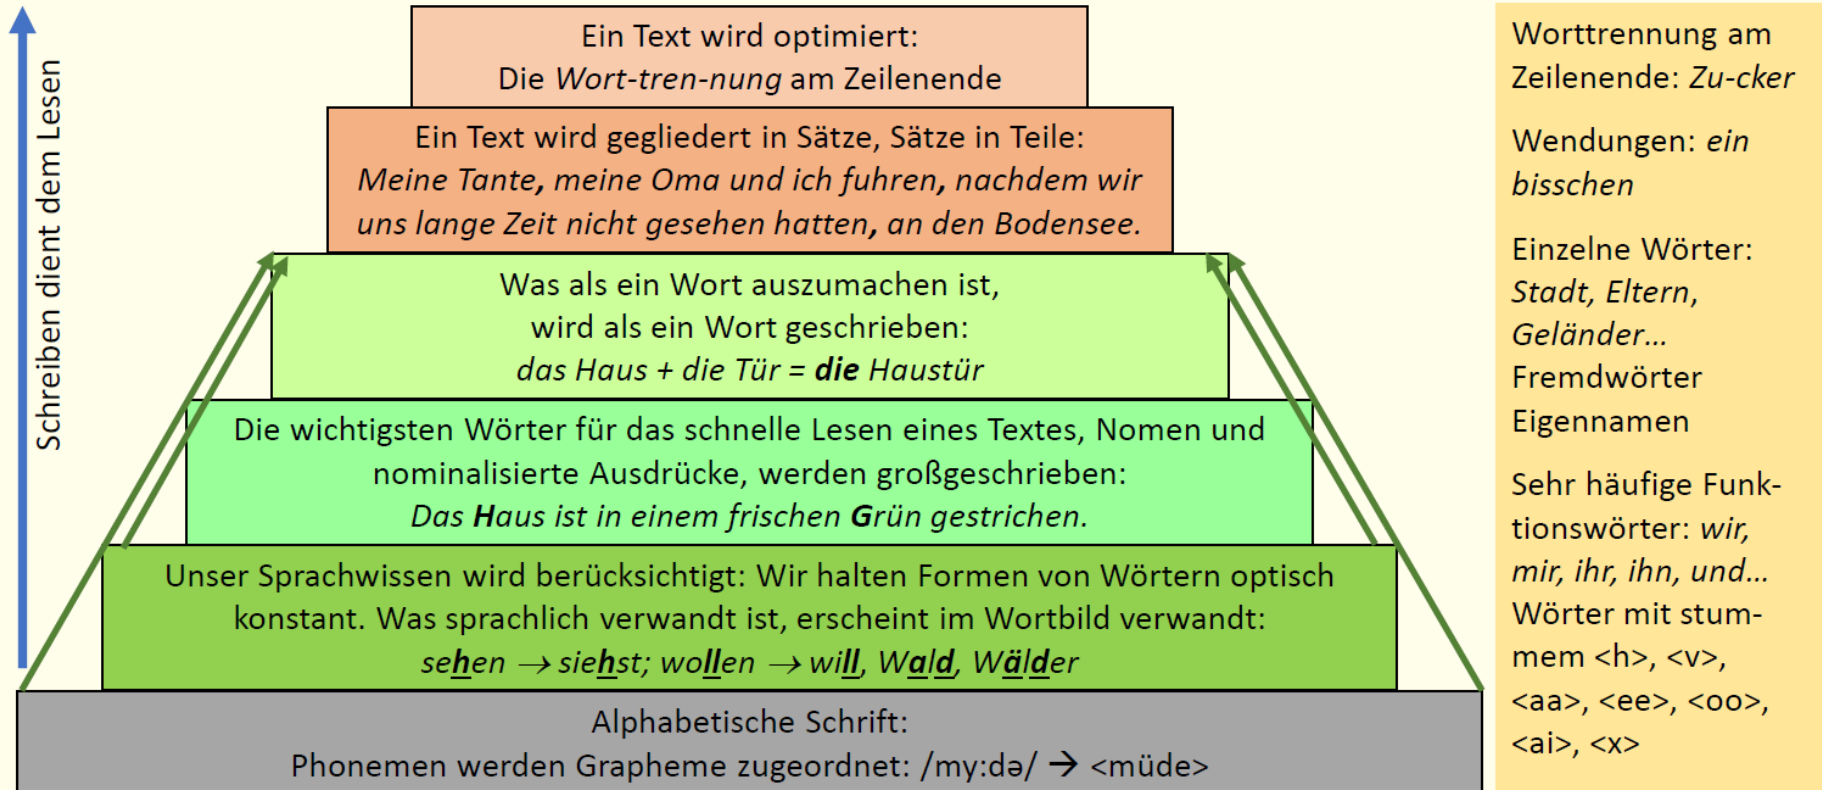 Schreiben dient dem Lesen
Ein Text wird optimiert:
Die Wort-tren-nung am Zeilenende
Ein Text wird gegliedert in Sätze, Sätze in Teile:
Meine Tante, meine Oma und ich fuhren, nachdem wir
uns lange Zeit nicht gesehen hatten, an den Bodensee.
Was als ein Wort auszumachen ist,
wird als ein Wort geschrieben:
das Haus + die Tür = die Haustür
Die wichtigsten Wörter für das schnelle Lesen eines Textes, Nomen und
nominalisierte Ausdrücke, werden großgeschrieben:
Das Haus ist in einem frischen Grün gestrichen.
Unser Sprachwissen wird berücksichtigt: Wir halten Formen von Wörtern optisch
konstant. Was sprachlich verwandt ist, erscheint im Wortbild verwandt:
sehen → siehst; wollen → will, Wald, Wälder
Alphabetische Schrift:
Phonemen werden Grapheme zugeordnet: /my:də/ → <müde>
Worttrennung am
Zeilenende: Zu-cker
Wendungen: ein
bisschen
Einzelne Wörter:
Stadt, Eltern,
Geländer...
Fremdwörter
Eigennamen
Sehr häufige Funk-
tionswörter: wir,
mir, ihr, ihn, und...
Wörter mit stum-
mem <h>, <v>,
<aa>, <ee>, <oo>,
<ai>, <x>